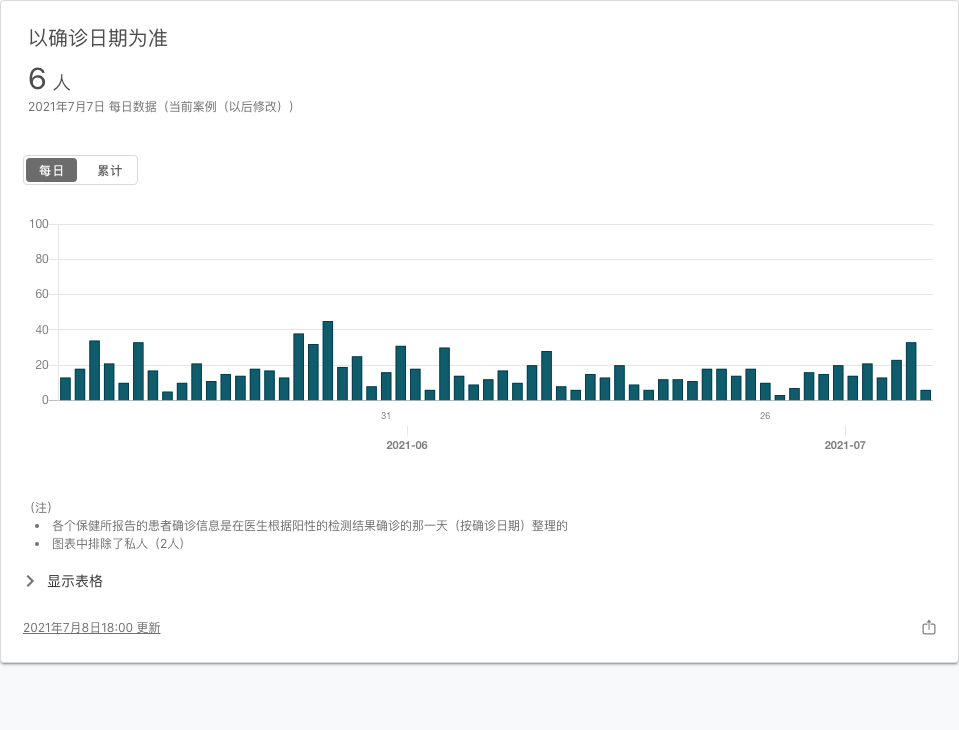 以确诊日期为准
6 人
2021年7月7日 每日数据（当前案例（以后修改））
每日 累计
100
80
60
40
20
0
31 26
2021-06 2021-07
（注）
• 各个保健所报告的患者确诊信息是在医生根据阳性的检测结果确诊的那一天（按确诊日期）整理的
• 图表中排除了私人（2人）
显示表格
2021年7月8日18:00 更新